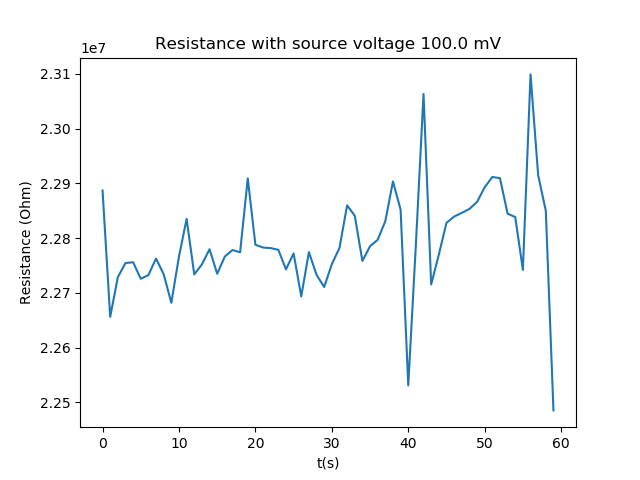 Resistance with source voltage 100.0 mV
1e7
2.31
2.30
2.29
2.28
2.27
2.26
2.25
Resistance (Ohm)
0 10 20 30 40 50 60
t(s)